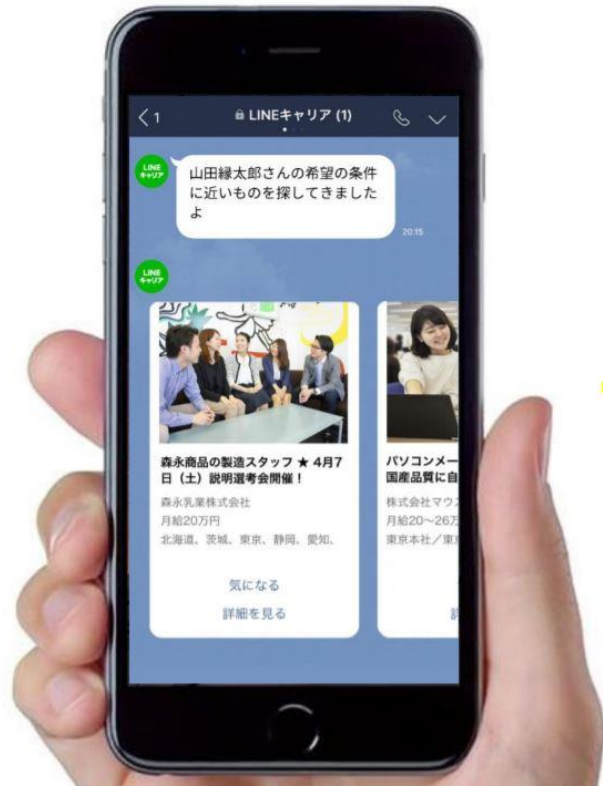 1
LINEキャリア (1)
LINE
キャリア
山田縁太郎さんの希望の条件
に近いものを探してきました
よ
20:15
LINE
キャリア
森永商品の製造スタッフ ★ 4月7
日（土）説明選考会開催！
森永乳業株式会社
月給20万円
北海道、茨城、東京、静岡、愛知、
気になる
詳細を見る
パソコンメー
国産品質に自
株式会社マウ
月給20〜26万
東京本社／東